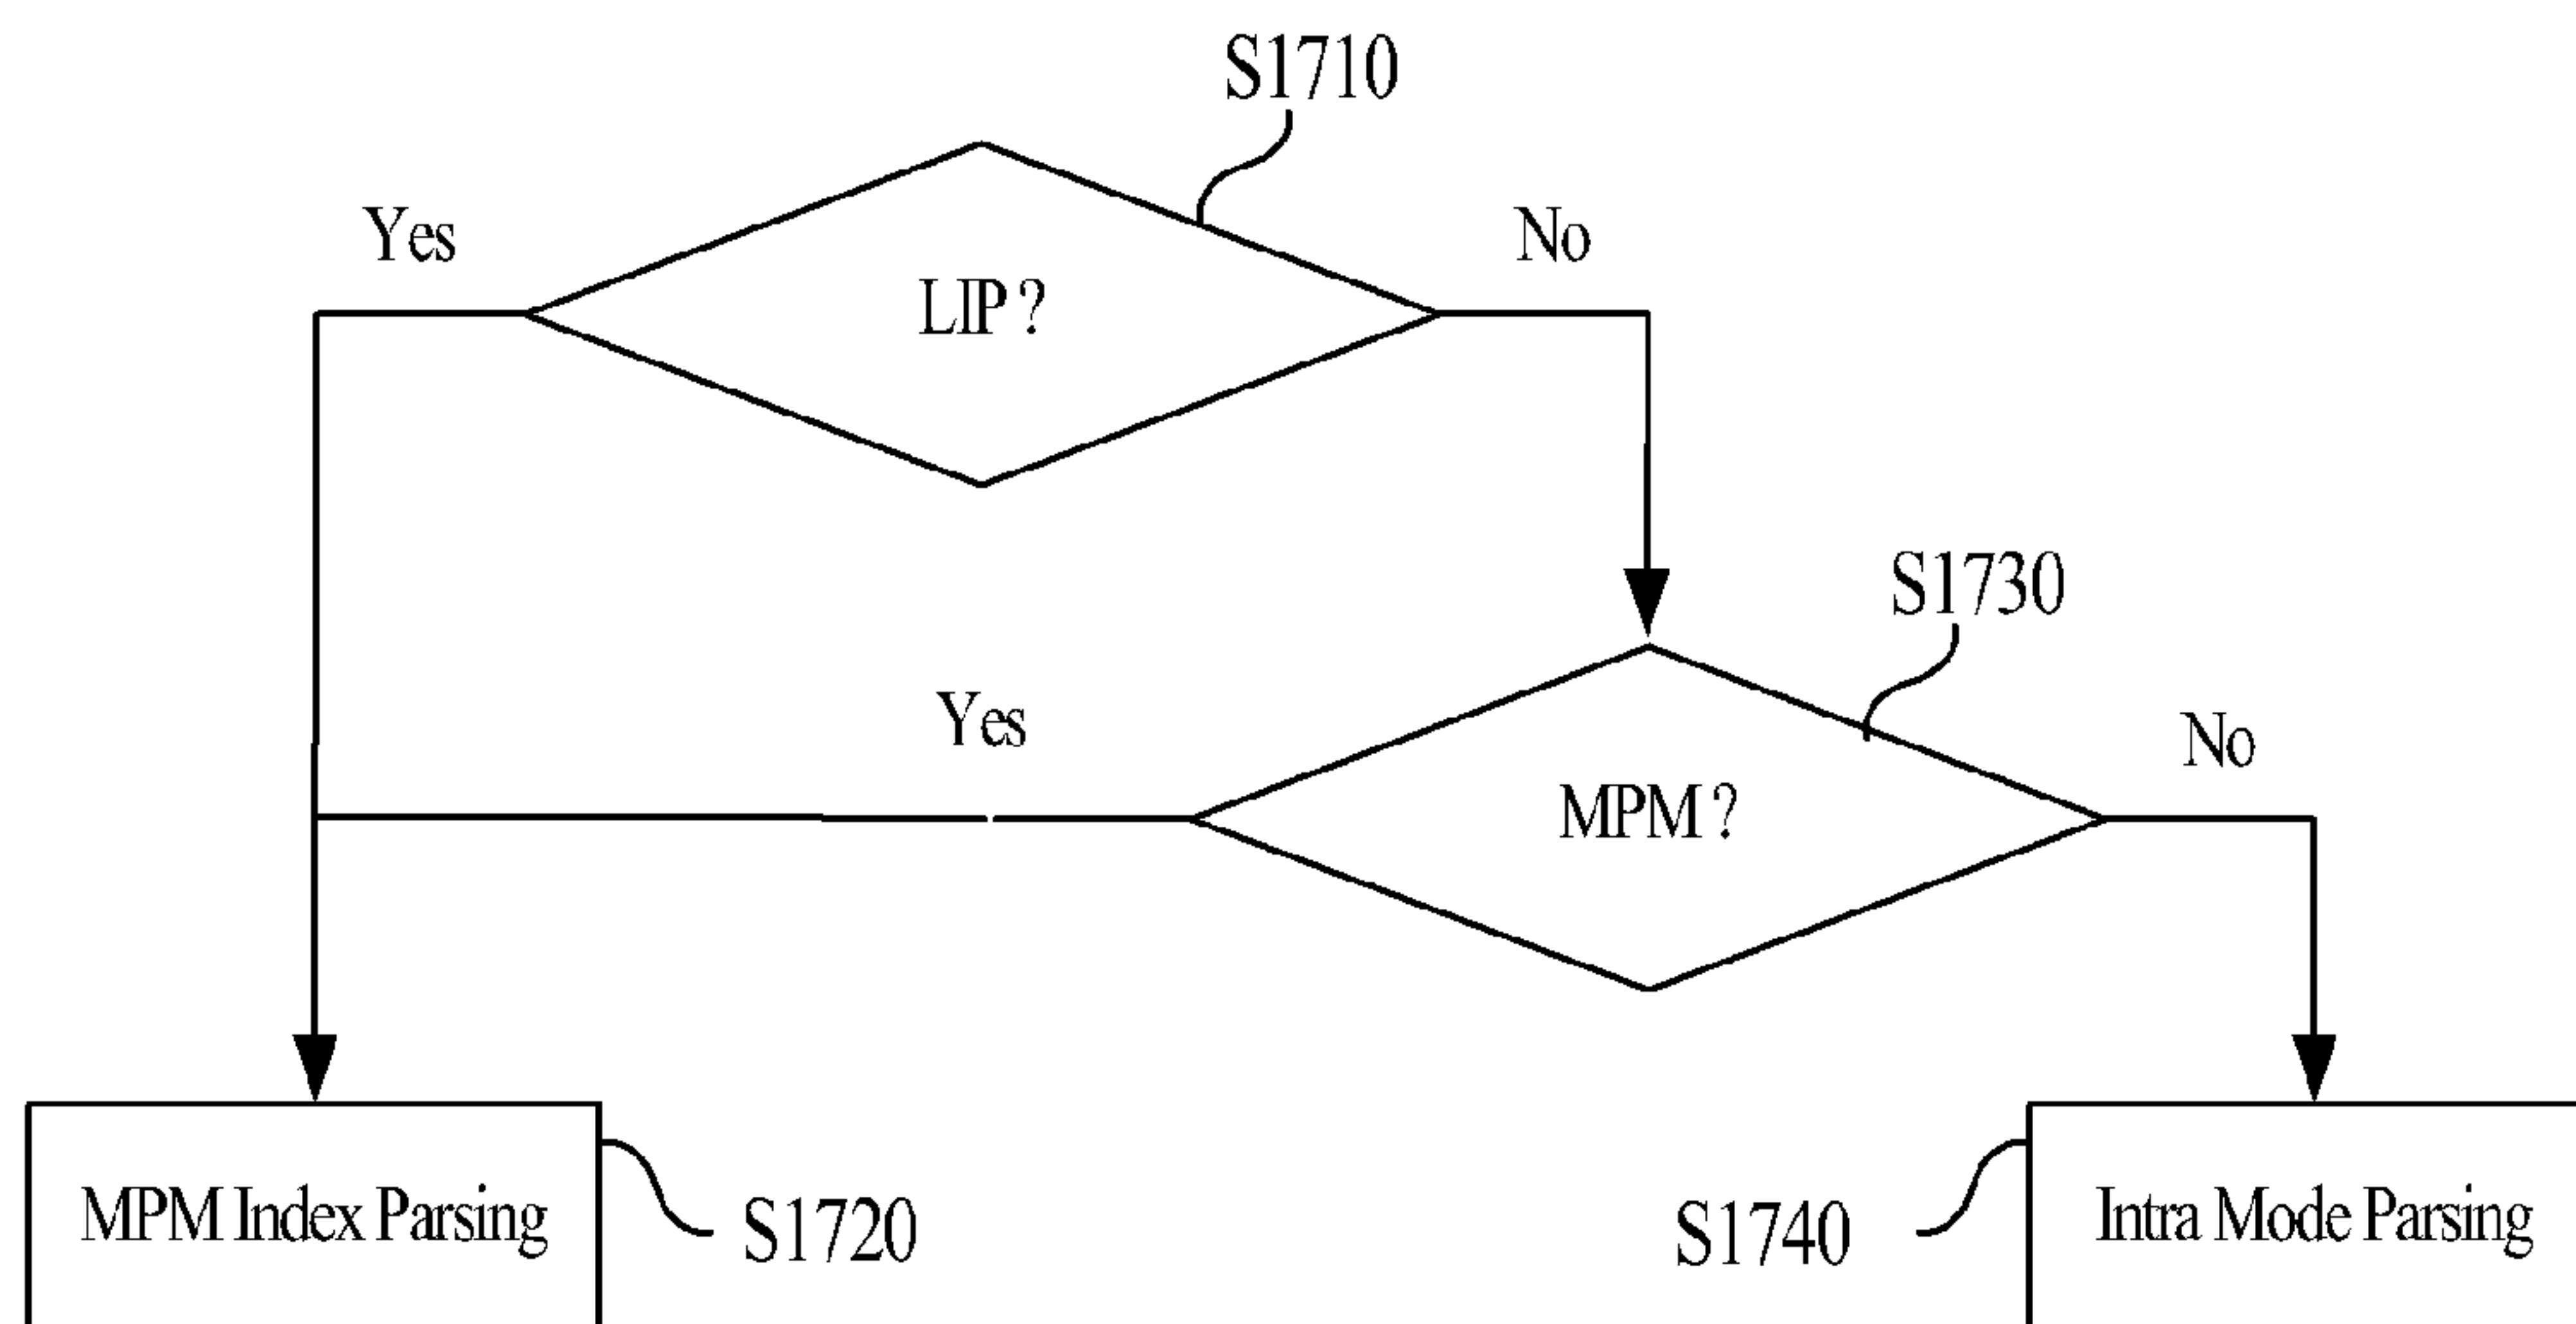 S1710
Yes
No
LIP ?
S1730
Yes
No
MPM ?
MPM Index Parsing
S1720
S1740
Intra Mode Parsing